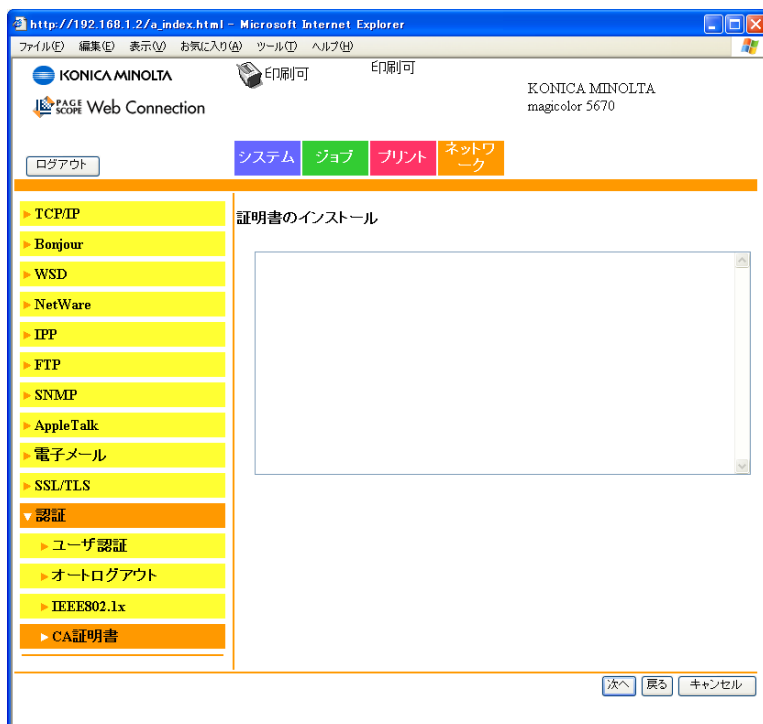 http://192.168.1.2/a_index.html - Microsoft Internet Explorer
ファイル(F) 編集(E) 表示(V) お気に入り(A) ツール(T) ヘルプ(H)
KONICA MINOLTA
印刷可
印刷可
KONICA MINOLTA
magicolor 5670
PAGE SCOPE Web Connection
ログアウト
システム
ジョブ
プリント
ネットワ
ーク
TCP/IP
Bonjour
WSD
NetWare
IPP
FTP
SNMP
AppleTalk
電子メール
SSL/TLS
認証
ユーザ認証
オートログアウト
IEEE802.1x
CA証明書
証明書のインストール
次へ 戻る キャンセル